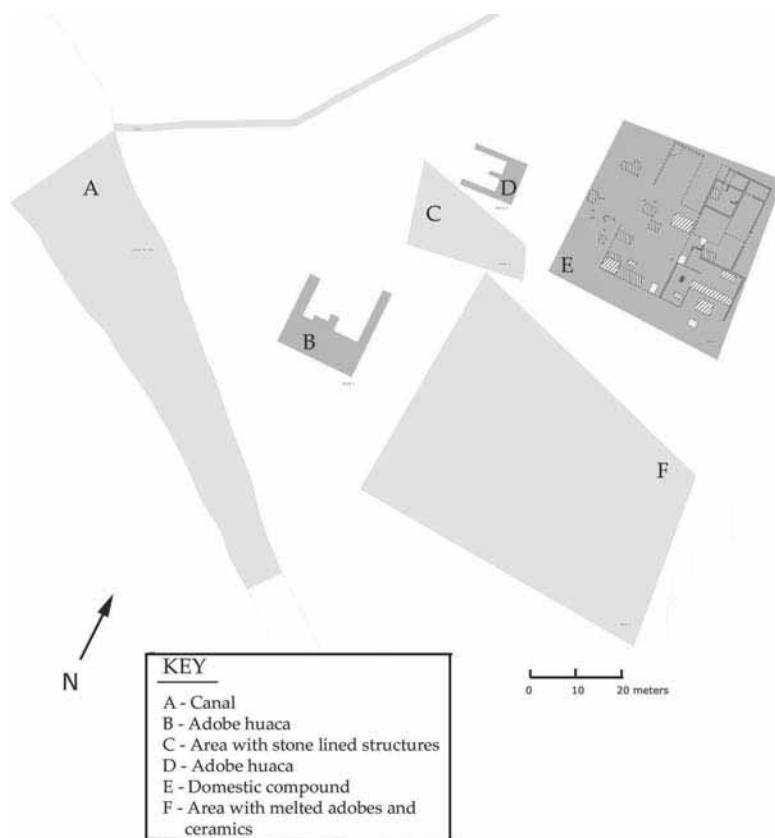 A
C
D
E
B
F
N
KEY
A - Canal
B - Adobe huaca
C - Area with stone lined structures
D - Adobe huaca
E - Domestic compound
F - Area with melted adobes and
ceramics
0 10 20 meters